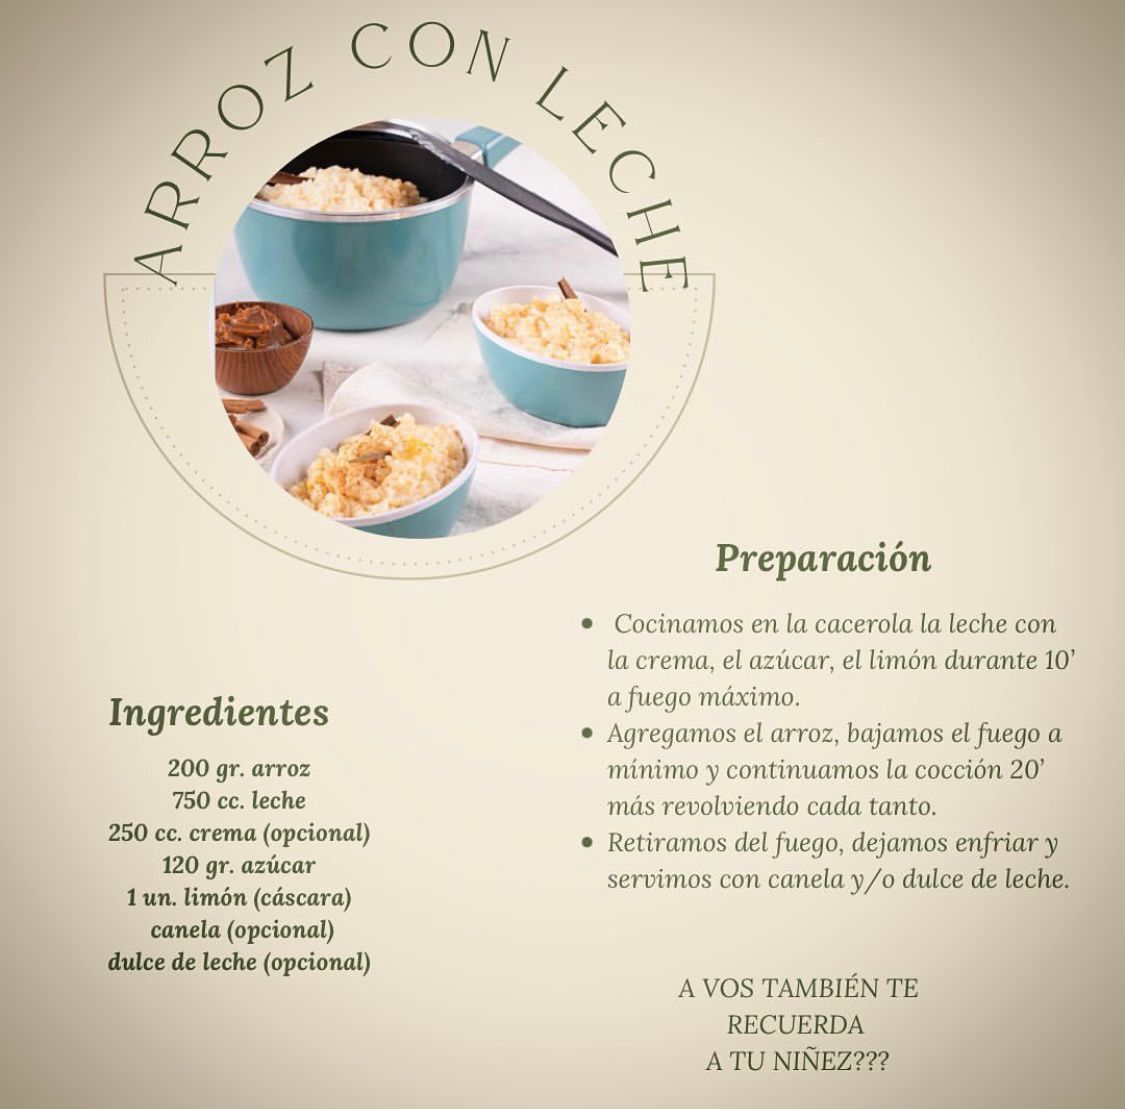 ARROZ CON LECHE
Ingredientes
200 gr. arroz
750 cc. leche
250 cc. crema (opcional)
120 gr. azúcar
1 un. limón (cáscara)
canela (opcional)
dulce de leche (opcional)
Preparación
• Cocinamos en la cacerola la leche con
la crema, el azúcar, el limón durante 10’
a fuego máximo.
• Agregamos el arroz, bajamos el fuego a
mínimo y continuamos la cocción 20’
más revolviendo cada tanto.
• Retiramos del fuego, dejamos enfriar y
servimos con canela y/o dulce de leche.
A VOS TAMBIÉN TE
RECUERDA
A TU NIÑEZ???